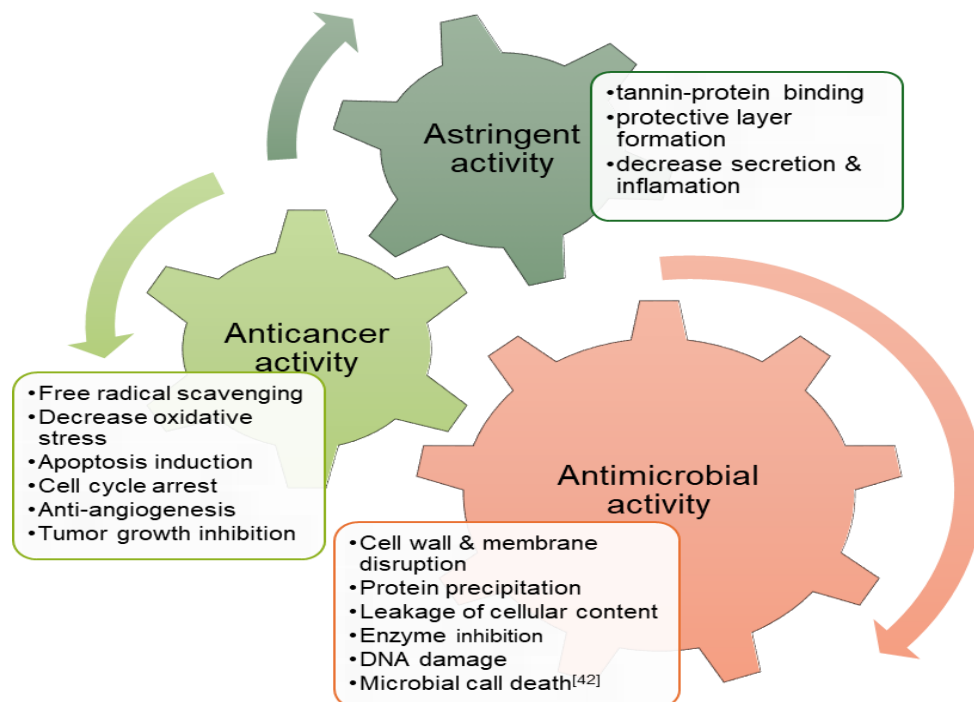 Astringent
activity
•tannin-protein binding
•protective layer
formation
•decrease secretion &
inflamation
Anticancer
activity
•Free radical scavenging
•Decrease oxidative
stress
•Apoptosis induction
•Cell cycle arrest
•Anti-angiogenesis
•Tumor growth inhibition
Antimicrobial
activity
•Cell wall & membrane
disruption
•Protein precipitation
•Leakage of cellular content
•Enzyme inhibition
•DNA damage
•Microbial call death[42]